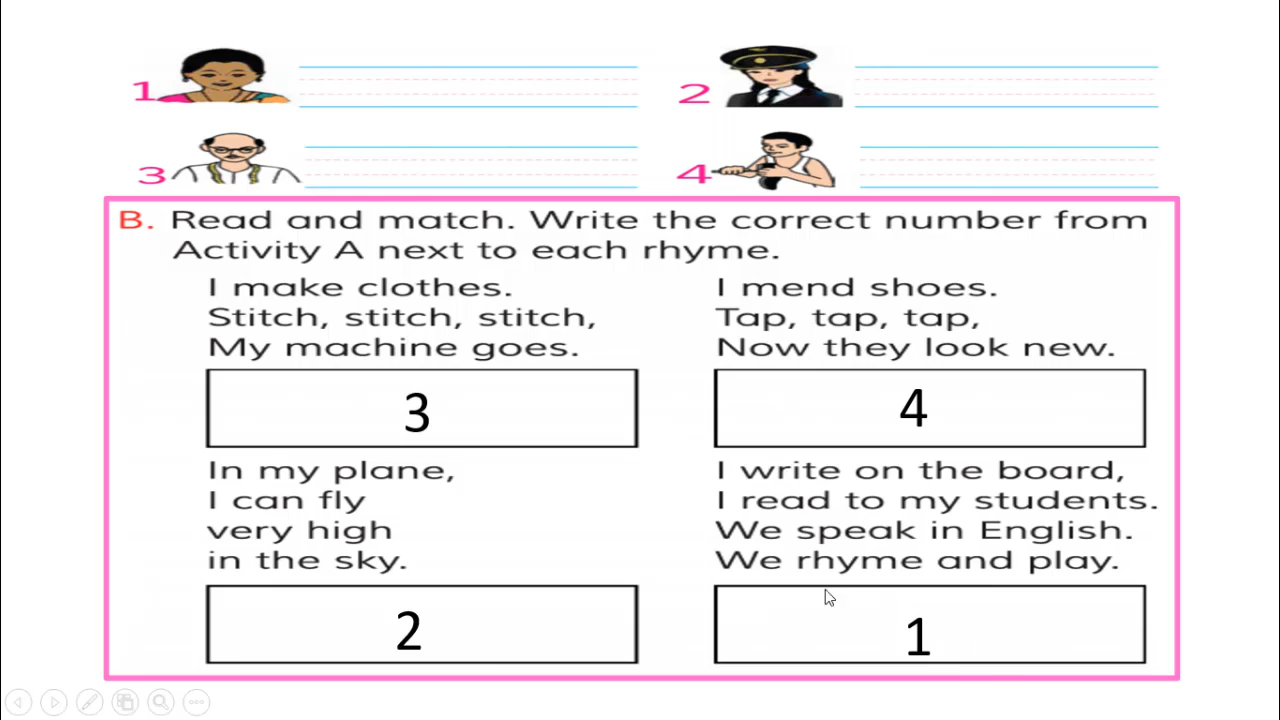 1
2
3
4
B. Read and match. Write the correct number from
Activity A next to each rhyme.
I make clothes.
Stitch, stitch, stitch,
My machine goes.
3
I mend shoes.
Tap, tap, tap,
Now they look new.
4
In my plane,
I can fly
very high
in the sky.
2
I write on the board,
I read to my students.
We speak in English.
We rhyme and play.
1